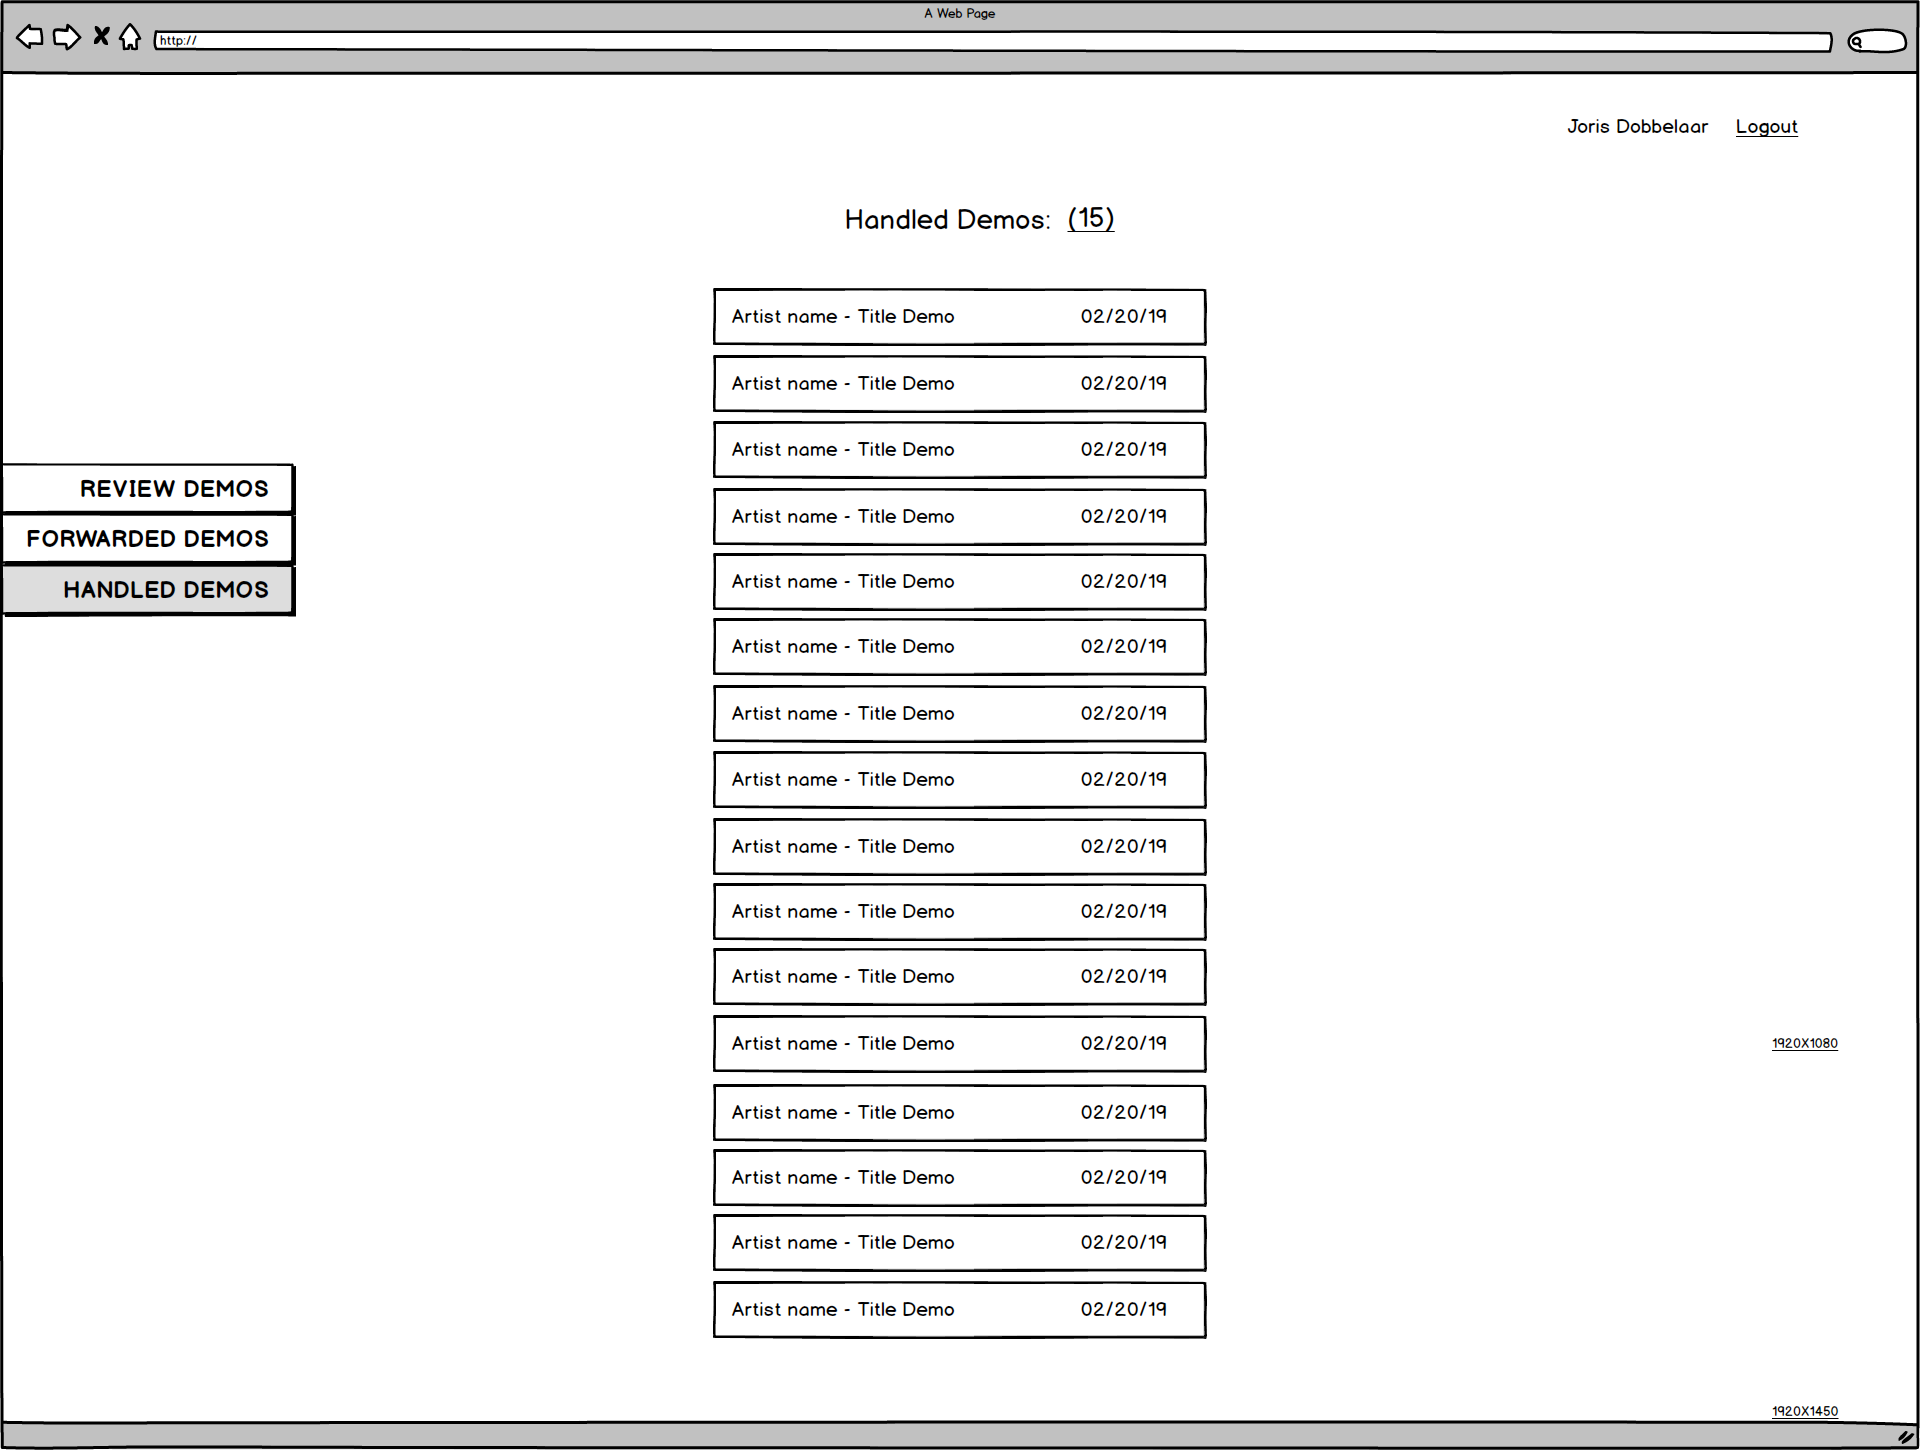 A Web Page
http://
Joris Dobbelaar Logout
Handled Demos: (15)
Artist name - Title Demo 02/20/19
Artist name - Title Demo 02/20/19
Artist name - Title Demo 02/20/19
REVIEW DEMOS
Artist name - Title Demo 02/20/19
FORWARDED DEMOS
Artist name - Title Demo 02/20/19
HANDLED DEMOS
Artist name - Title Demo 02/20/19
Artist name - Title Demo 02/20/19
Artist name - Title Demo 02/20/19
Artist name - Title Demo 02/20/19
Artist name - Title Demo 02/20/19
Artist name - Title Demo 02/20/19
Artist name - Title Demo 02/20/19
1920X1080
Artist name - Title Demo 02/20/19
Artist name - Title Demo 02/20/19
Artist name - Title Demo 02/20/19
Artist name - Title Demo 02/20/19
1920X1450